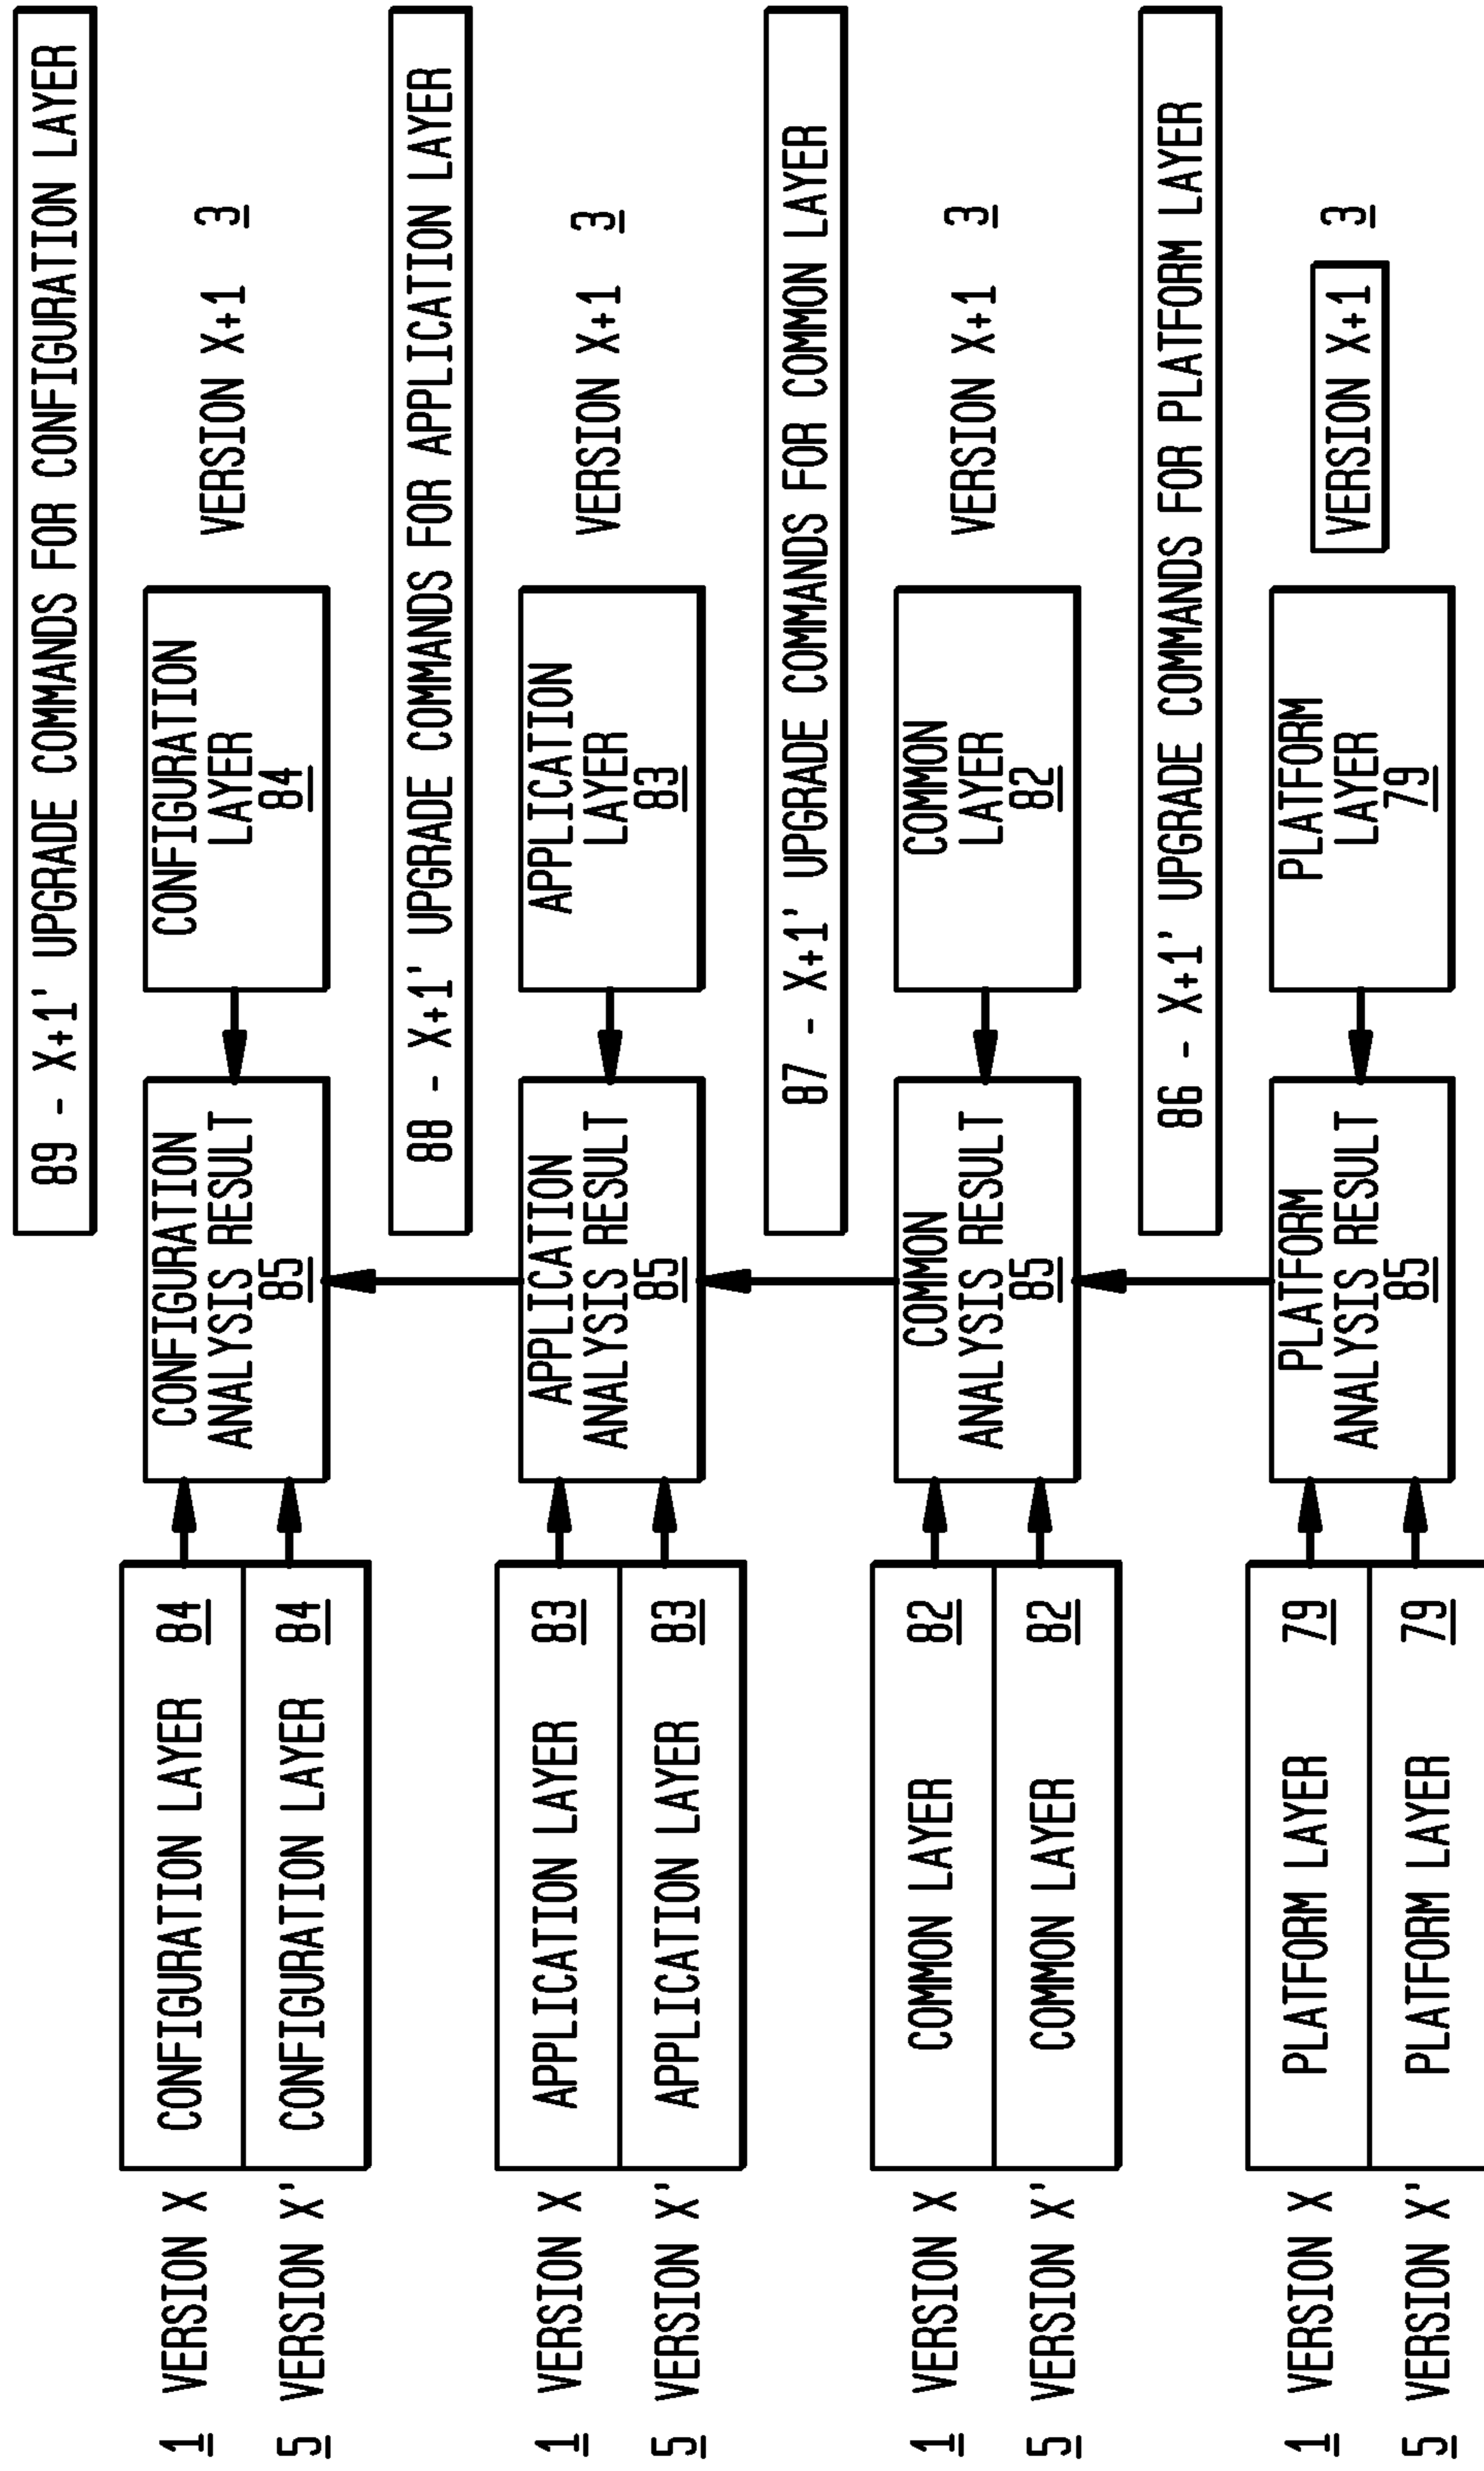 89 - X+1' UPGRADE COMMANDS FOR CONFIGURATION LAYER
1 VERSION X
CONFIGURATION LAYER 84
5 VERSION X'
CONFIGURATION LAYER 84
CONFIGURATION
ANALYSIS RESULT
85
CONFIGURATION
LAYER
84
VERSION X+1 3
88 - X+1' UPGRADE COMMANDS FOR APPLICATION LAYER
1 VERSION X
APPLICATION LAYER 83
5 VERSION X'
APPLICATION LAYER 83
APPLICATION
ANALYSIS RESULT
85
APPLICATION
LAYER
83
VERSION X+1 3
87 - X+1' UPGRADE COMMANDS FOR COMMON LAYER
1 VERSION X
COMMON LAYER 82
5 VERSION X'
COMMON LAYER 82
COMMON
ANALYSIS RESULT
85
COMMON
LAYER
82
VERSION X+1 3
86 - X+1' UPGRADE COMMANDS FOR PLATFORM LAYER
1 VERSION X
PLATFORM LAYER 79
5 VERSION X'
PLATFORM LAYER 79
PLATFORM
ANALYSIS RESULT
85
PLATFORM
LAYER
79
VERSION X+1 3